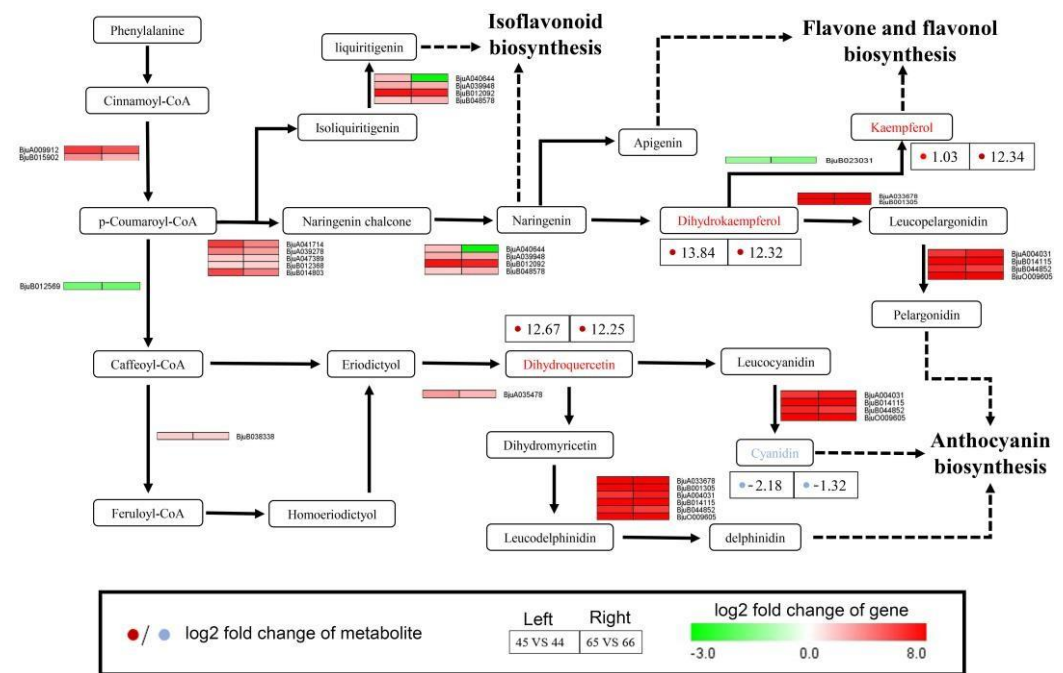 Phenylalanine
liquiritigenin
Isoflavonoid
biosynthesis
Flavone and flavonol
biosynthesis
BjuA040644
BjuA039948
BjuB012092
BjuB048578
Cinnamoyl-CoA
Isoliquiritigenin
Apigenin
Kaempferol
1.03
12.34
BjuB023031
BjuA009912
BjuB015902
BjuA033678
BjuB001305
p-Coumaroyl-CoA
Naringenin chalcone
Naringenin
Dihydrokaempferol
Leucopelargonidin
13.84
12.32
BjuA041714
BjuA039278
BjuA047389
BjuB012368
BjuB014803
BjuA040644
BjuA039948
BjuB012092
BjuB048578
BjuA004031
BjuB014115
BjuB044852
BjuO009605
BjuB012569
Pelargonidin
12.67
12.25
Caffeoyl-CoA
Eriodictyol
Dihydroquercetin
Leucocyanidin
BjuA035478
BjuA004031
BjuB014115
BjuB044852
BjuO009605
BjuB038338
Dihydromyricetin
Cyanidin
-2.18
-1.32
Anthocyanin
biosynthesis
BjuA033678
BjuB001305
BjuA004031
BjuB014115
BjuB044852
BjuO009605
Feruloyl-CoA
Homoeriodictyol
Leucodelphinidin
delphinidin
/ log2 fold change of metabolite
Left
Right
45 VS 44
65 VS 66
log2 fold change of gene
-3.0
0.0
8.0